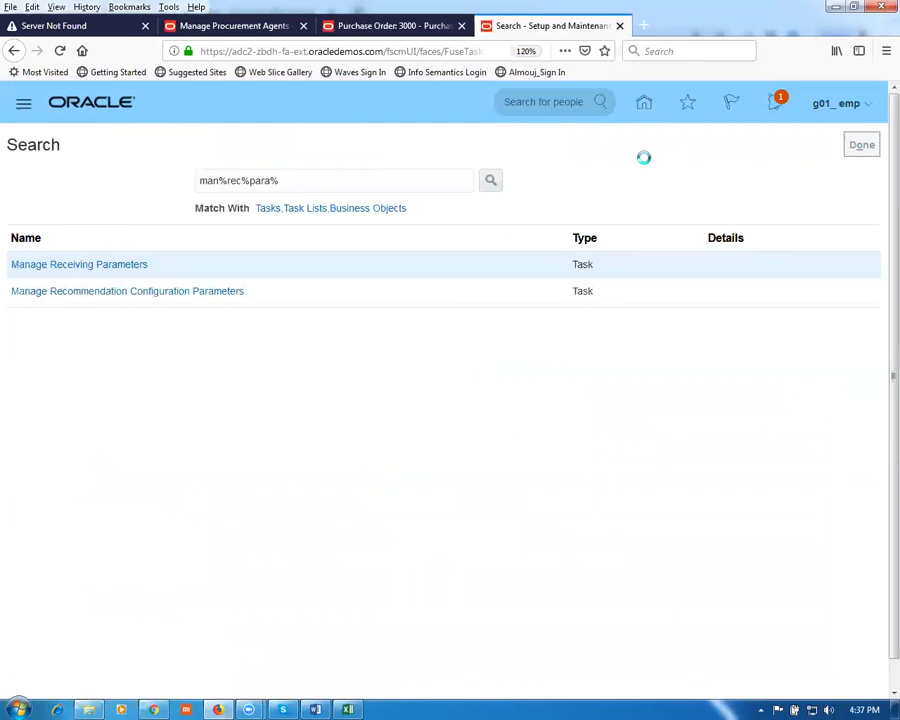 File Edit View History Bookmarks Tools Help
Server Not Found
Manage Procurement Agents -
Purchase Order: 3000 - Purchas
Search - Setup and Maintenanc
https://adc2-zbdh-fa-ext.oracledemos.com/fscmUI/faces/FuseTask
120%
Search
Most Visited Getting Started Suggested Sites Web Slice Gallery Waves Sign In Info Semantics Login Almouj_Sign In
ORACLE
Search for people
1
g01_ emp
Search
Done
man%rec%para%
Match With Tasks,Task Lists,Business Objects
Name Type Details
Manage Receiving Parameters Task
Manage Recommendation Configuration Parameters Task
4:37 PM